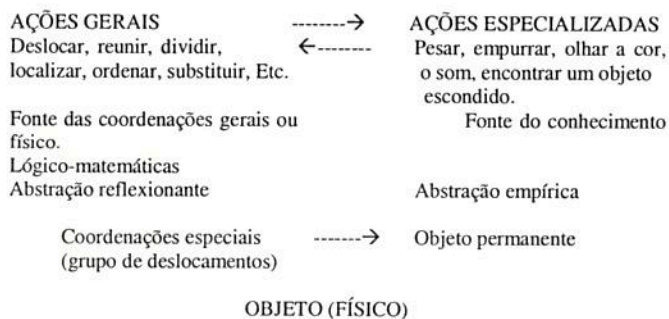 AÇÕES GERAIS --------→ AÇÕES ESPECIALIZADAS
Deslocar, reunir, dividir, ←-------- Pesar, empurrar, olhar a cor,
localizar, ordenar, substituir, Etc. o som, encontrar um objeto
escondido.
Fonte das coordenações gerais ou Fonte do conhecimento
físico.
Lógico-matemáticas
Abstração reflexionante Abstração empírica
Coordenações especiais -------→ Objeto permanente
(grupo de deslocamentos)
OBJETO (FÍSICO)